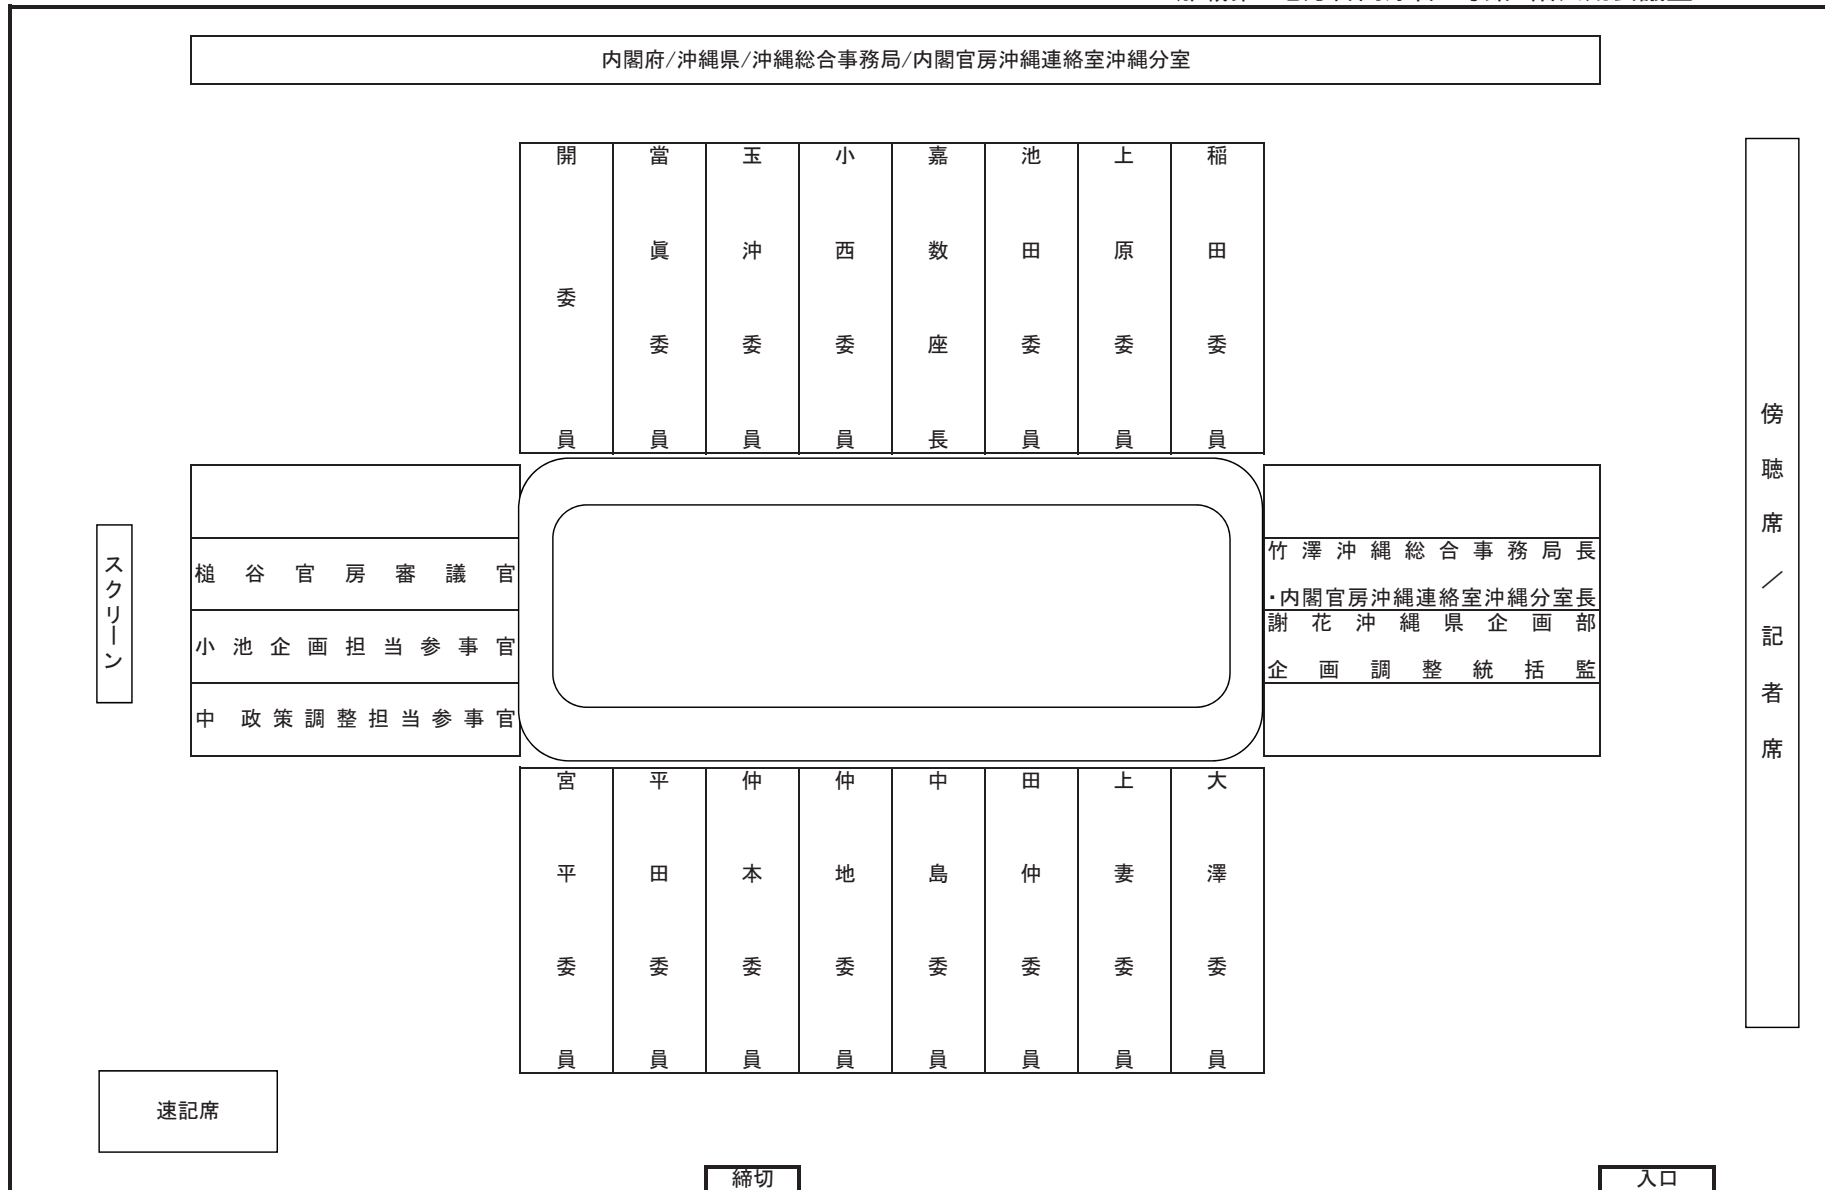 内閣府/沖縄県/沖縄総合事務局/内閣官房沖縄連絡室沖縄分室
開委員
當眞委員
玉沖委員
小西委員
嘉数座長
池田委員
上原委員
稲田委員
スクリーン
槌谷官房審議官
小池企画担当参事官
中 政策調整担当参事官
竹澤沖縄総合事務局長
・内閣官房沖縄連絡室沖縄分室長
謝花沖縄県企画部
企画調整統括監
傍聴席/記者席
宮平委員
平田委員
仲本委員
仲地委員
中島委員
田仲委員
上妻委員
大澤委員
速記席
締切
入口